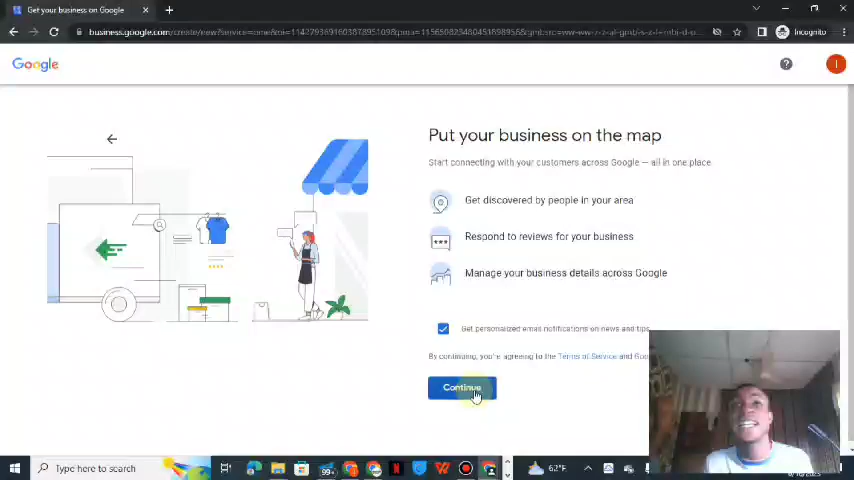 Get your business on Google
Incognito
Google
Put your business on the map
Start connecting with your customers across Google — all in one place.
Get discovered by people in your area
Respond to reviews for your business
Manage your business details across Google
Get personalized email notifications on news and tips
By continuing, you're agreeing to the Terms of Service and
Continue
Type here to search
99+
62°F